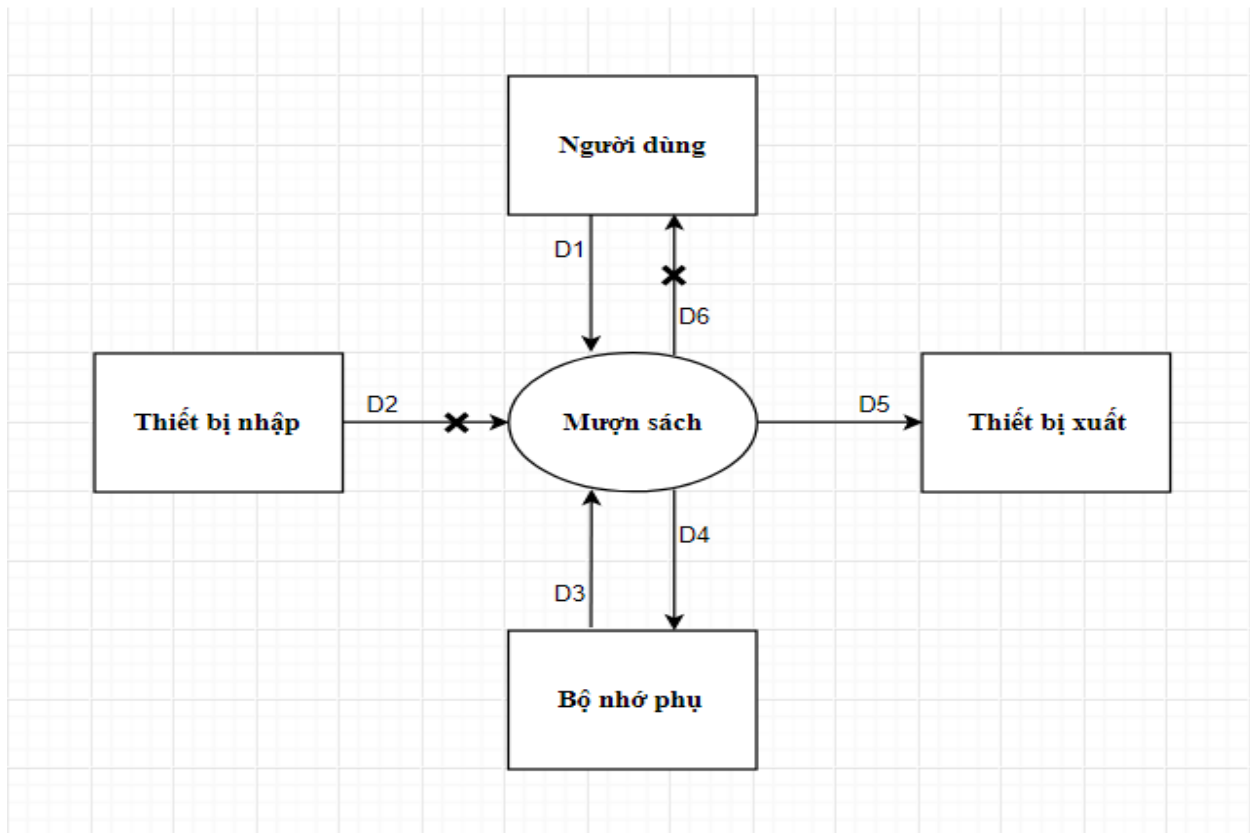 Người dùng
D1
D6
Thiết bị nhập
D2
Mượn sách
D5
Thiết bị xuất
D4
D3
Bộ nhớ phụ